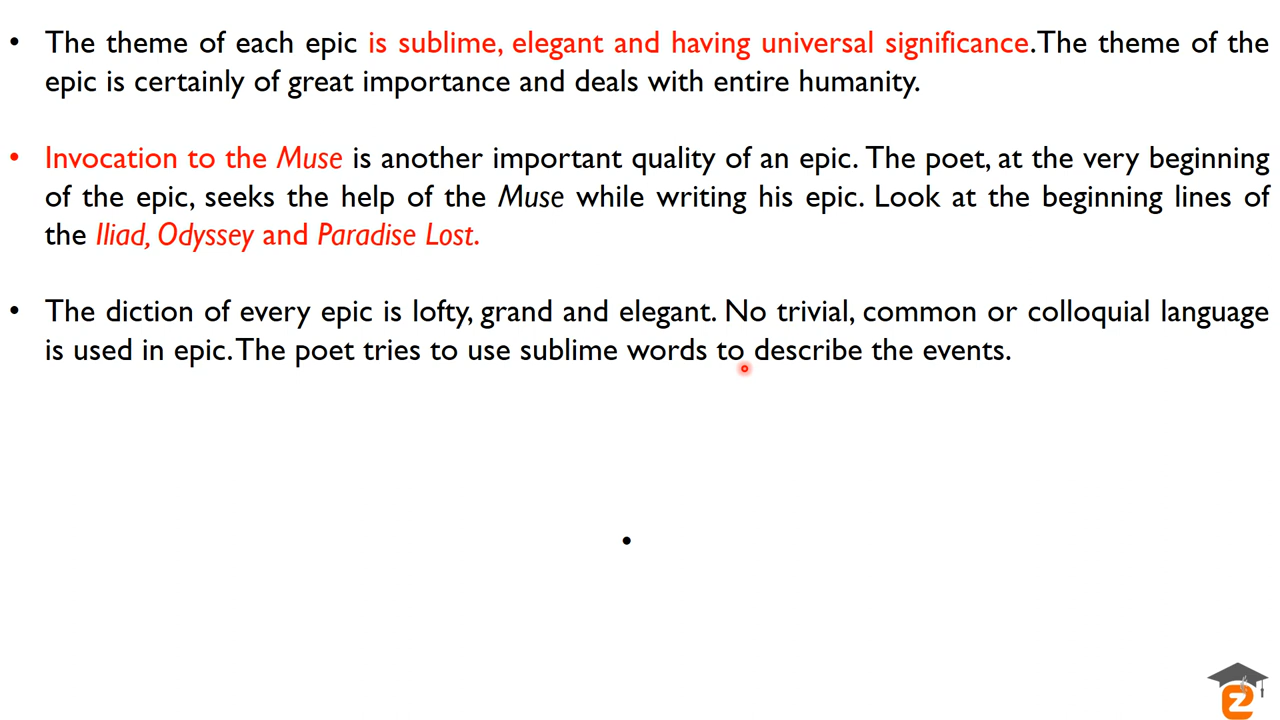 • The theme of each epic is sublime, elegant and having universal significance. The theme of the
epic is certainly of great importance and deals with entire humanity.
• Invocation to the Muse is another important quality of an epic. The poet, at the very beginning
of the epic, seeks the help of the Muse while writing his epic. Look at the beginning lines of
the Iliad, Odyssey and Paradise Lost.
• The diction of every epic is lofty, grand and elegant. No trivial, common or colloquial language
is used in epic. The poet tries to use sublime words to describe the events.
•